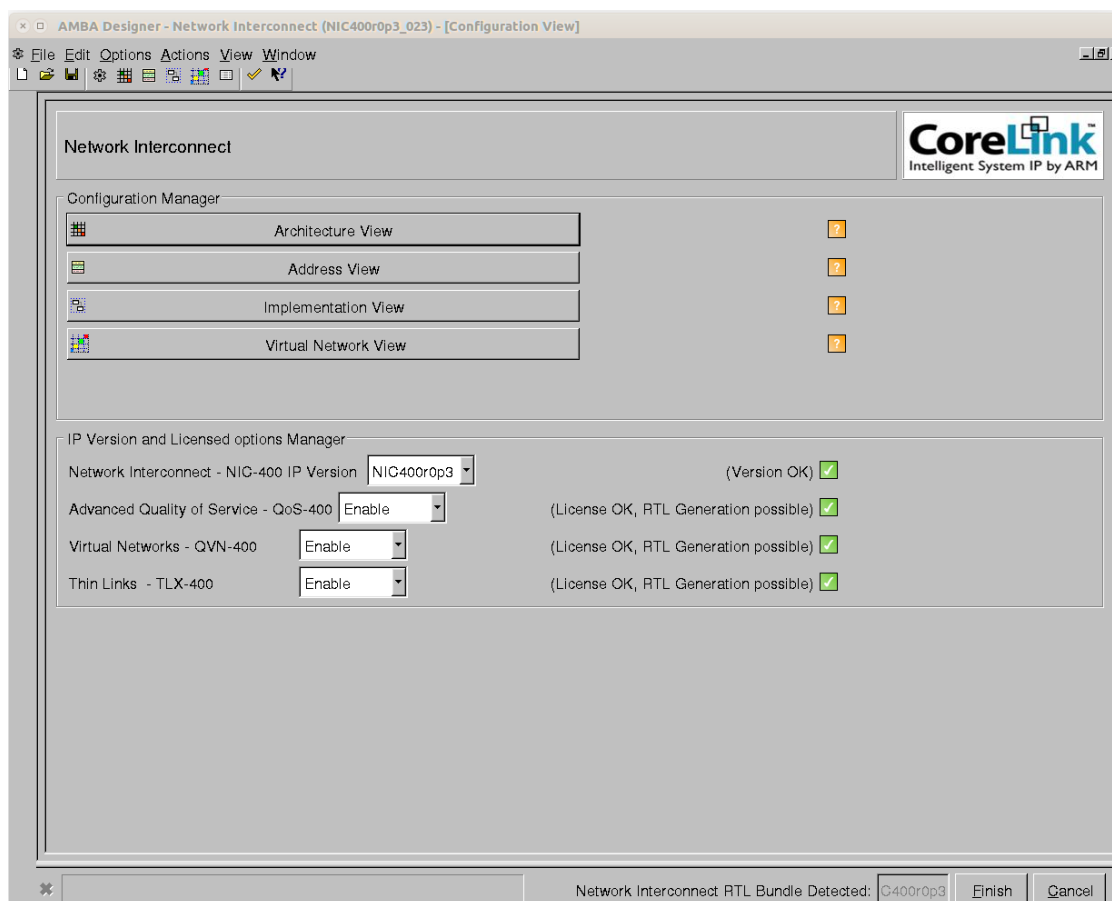 AMBA Designer - Network Interconnect (NIC400r0p3_023) - [Configuration View]
File Edit Options Actions View Window
Network Interconnect
CoreLink™
Intelligent System IP by ARM
Configuration Manager
Architecture View ?
Address View ?
Implementation View ?
Virtual Network View ?
IP Version and Licensed options Manager
Network Interconnect - NIC-400 IP Version NIC400r0p3 (Version OK)
Advanced Quality of Service - QoS-400 Enable (License OK, RTL Generation possible)
Virtual Networks - QVN-400 Enable (License OK, RTL Generation possible)
Thin Links - TLX-400 Enable (License OK, RTL Generation possible)
Network Interconnect RTL Bundle Detected: C400r0p3 Finish Cancel